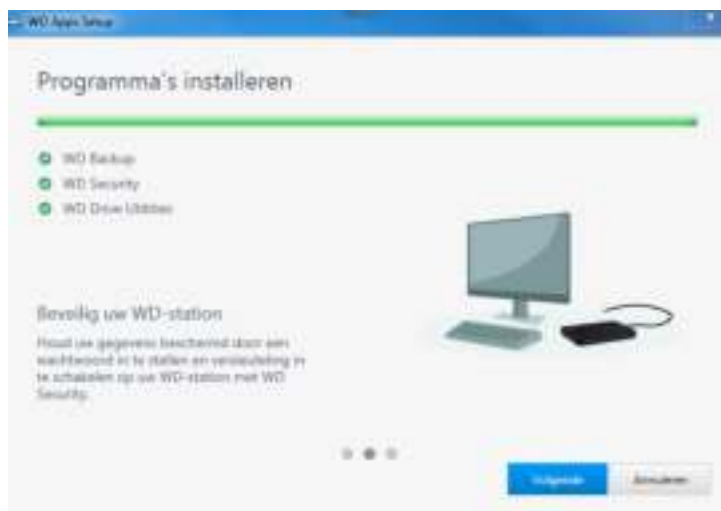 WD Apps Setup
Programma's installeren
WD Backup
WD Security
WD Drive Utilities
Beveilig uw WD-station
Houd uw gegevens beschermd door een
wachtwoord in te stellen en versleuteling in
te schakelen op uw WD-station met WD
Security.
Volgende
Annuleren